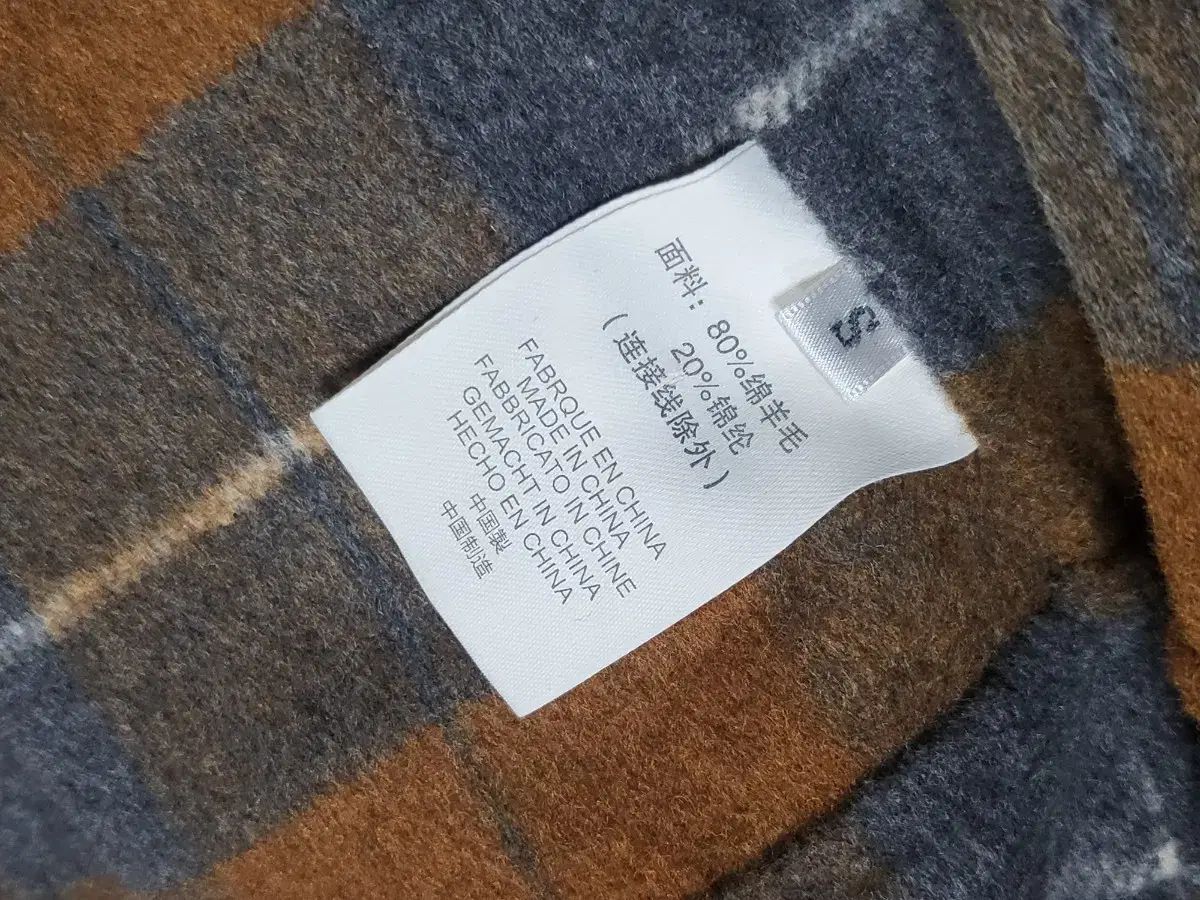 S
面料：80%绵羊毛
20%锦纶
（连接线除外）
FABRQUE EN CHINA
MADE IN CHINA
FABBRICATO IN CHINE
GEMACHT IN CHINA
HECHO EN CHINA
中国製
中国制造